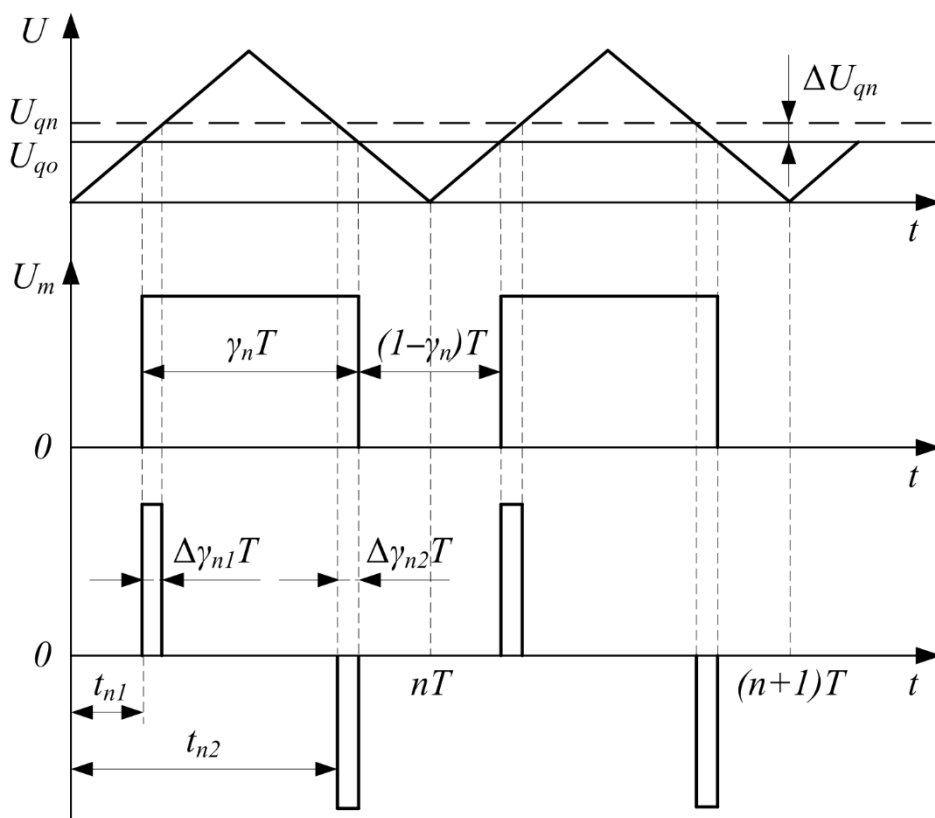 U
ΔU_qn
U_qn
U_qo
t
U_m
γ_nT
(1−γ_n)T
0
t
Δγ_n1T
Δγ_n2T
0
t_n1
nT
(n+1)T
t
t_n2